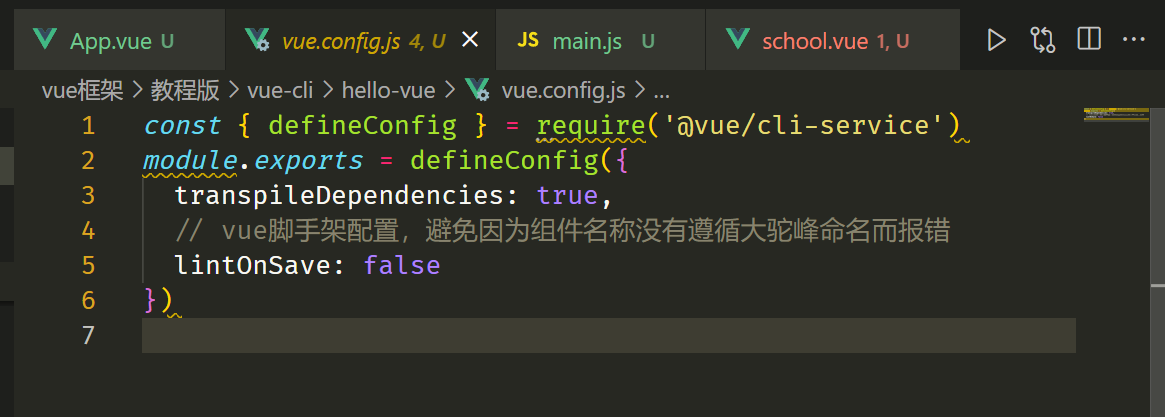 App.vue U vue.config.js 4, U JS main.js U school.vue 1, U
vue框架 > 教程版 > vue-cli > hello-vue > vue.config.js > ...
1 const { defineConfig } = require('@vue/cli-service')
2 module.exports = defineConfig({
3 transpileDependencies: true,
4 // vue脚手架配置，避免因为组件名称没有遵循大驼峰命名而报错
5 lintOnSave: false
6 })
7